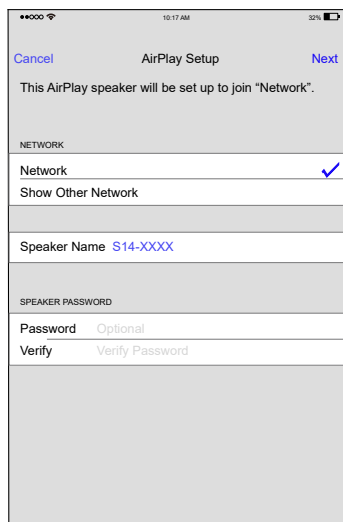 10:17 AM 32%
Cancel AirPlay Setup Next
This AirPlay speaker will be set up to join “Network”.
NETWORK
Network
Show Other Network
Speaker Name S14-XXXX
SPEAKER PASSWORD
Password Optional
Verify Verify Password